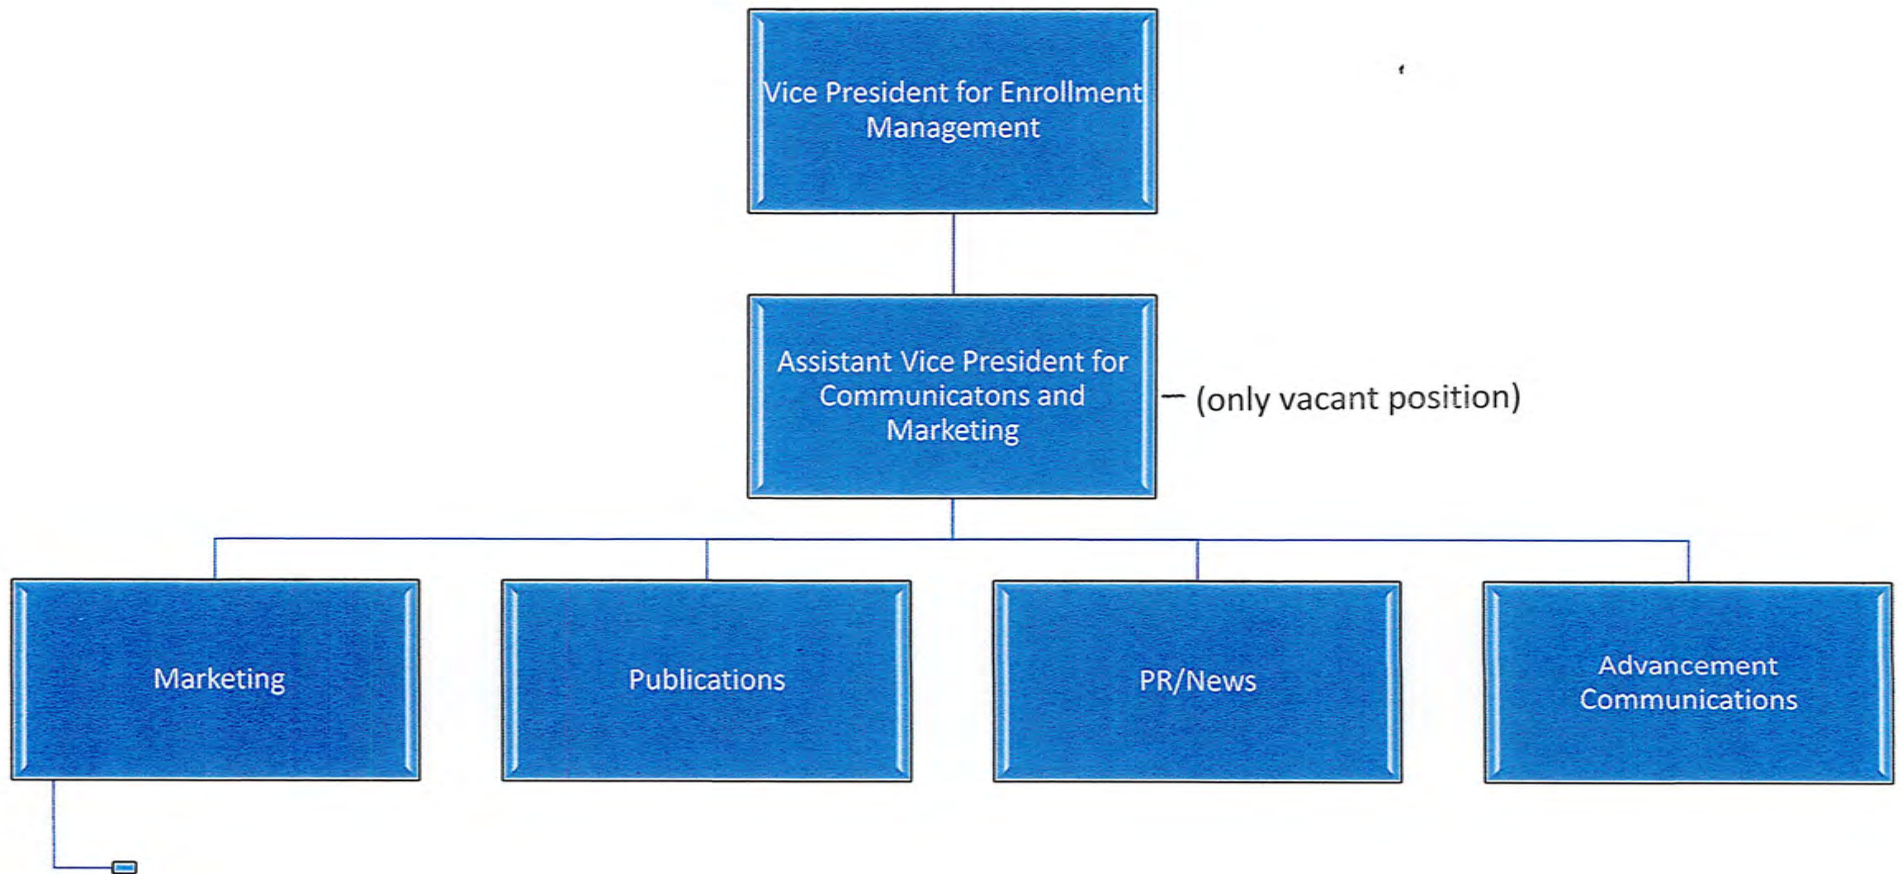 Vice President for Enrollment
Management
Assistant Vice President for
Communicatons and
Marketing
— (only vacant position)
Marketing
Publications
PR/News
Advancement
Communications